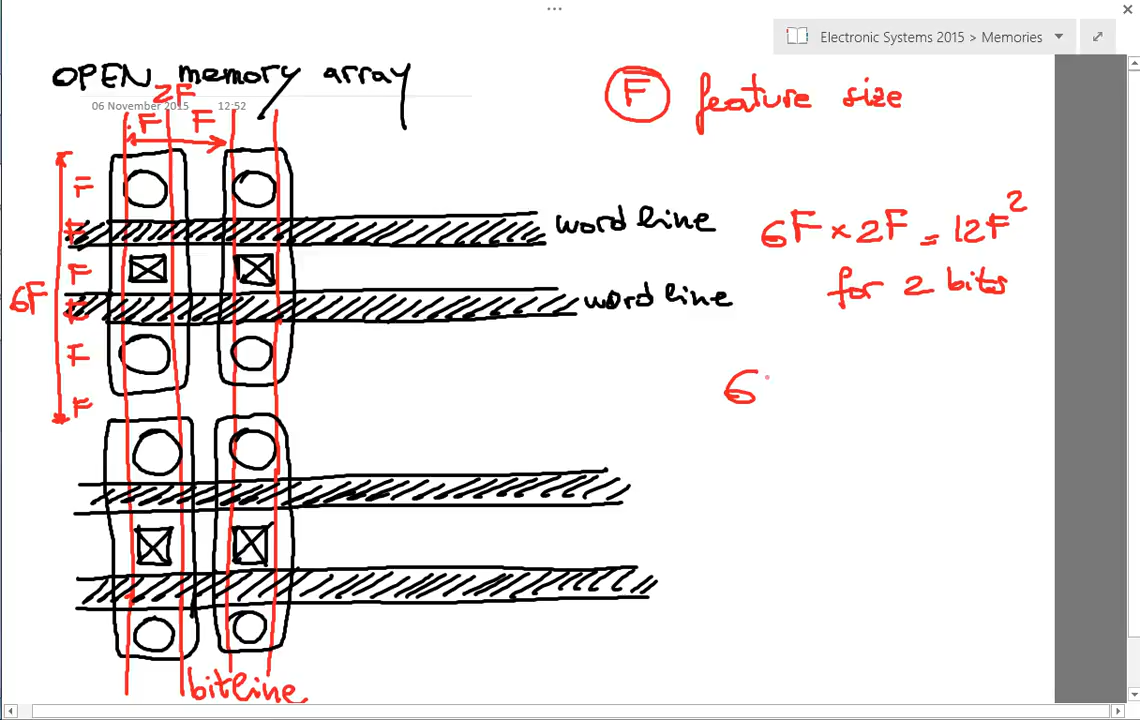 Electronic Systems 2015 > Memories
OPEN memory array
06 November 2015 12:52
2F
F F
F feature size
F
F
F
F
F
F
6F
word line
word line
6F × 2F = 12F²
for 2 bits
6
bitline